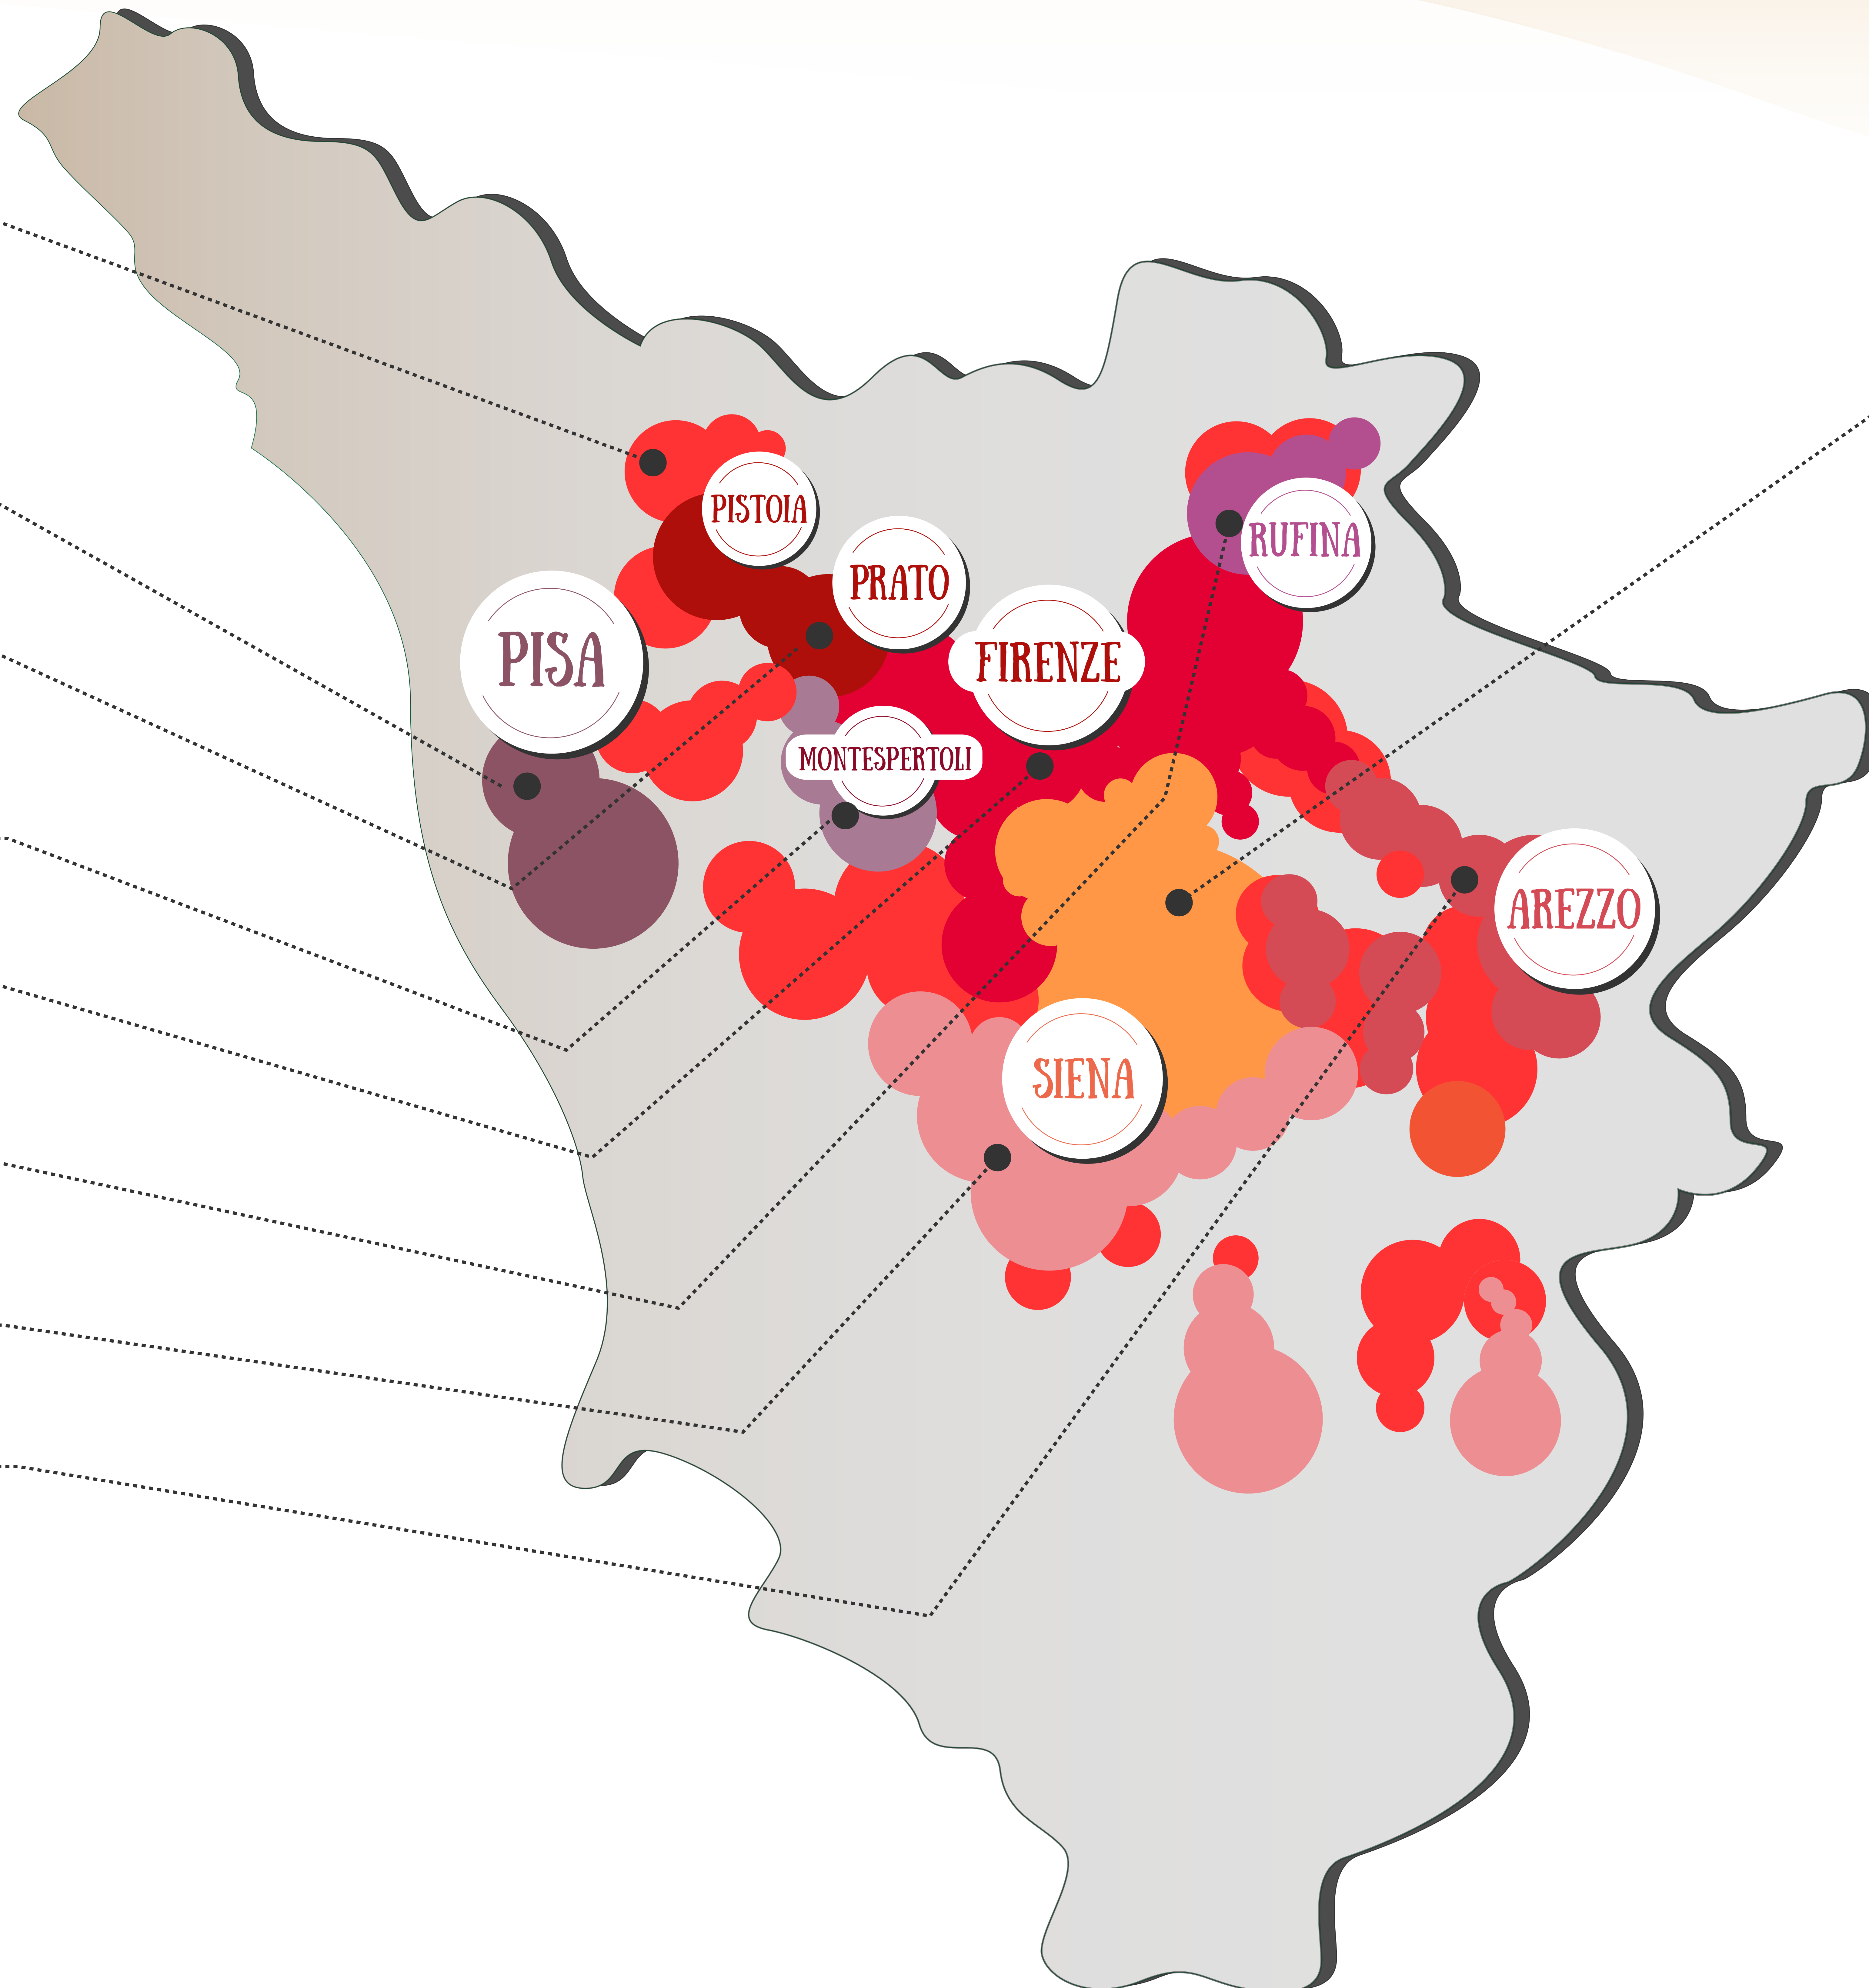 PISTOIA
RUFINA
PRATO
PISA
FIRENZE
MONTESPERTOLI
AREZZO
SIENA